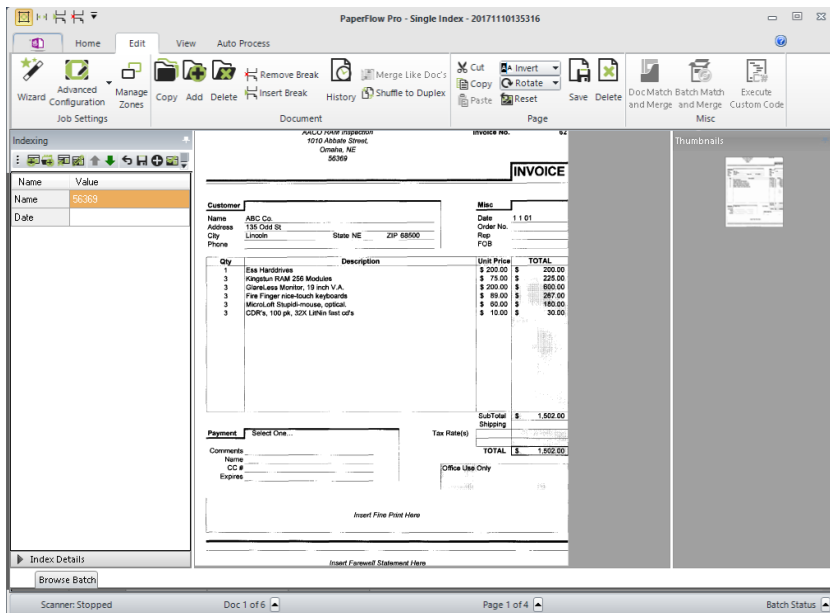 PaperFlow Pro - Single Index - 20171110135316
Home Edit View Auto Process
Wizard
Advanced Configuration
Manage Zones
Job Settings
Copy Add Delete
Remove Break
Insert Break
History
Merge Like Doc's
Shuffle to Duplex
Document
Cut
Copy
Paste
Invert
Rotate
Reset
Save Delete
Page
DocMatch and Merge
Batch Match and Merge
Execute Custom Code
Misc
Indexing
Name Value
Name 56369
Date
Index Details
Browse Batch
AACO RAM Inspection
1010 Abbate Street,
Omaha, NE
56369
Invoice No. 62
INVOICE
Customer
Name ABC Co.
Address 135 Odd St
City Lincoln State NE ZIP 68500
Phone
Misc
Date 1 1 01
Order No.
Rep
FOB
Qty Description Unit Price TOTAL
1 Ess Harddrives $ 200.00 $ 200.00
3 Kingstun RAM 256 Modules $ 75.00 $ 225.00
3 GlareLess Monitor, 19 inch V.A. $ 200.00 $ 600.00
3 Fire Finger nice-touch keyboards $ 89.00 $ 267.00
3 MicroLoft Stupidi-mouse, optical. $ 60.00 $ 180.00
3 CDR's, 100 pk, 32X LitNin fast cd's $ 10.00 $ 30.00
SubTotal $ 1,502.00
Shipping
Payment Select One...
Tax Rate(s)
TOTAL $ 1,502.00
Comments
Name
CC #
Expires
Office Use Only
Insert Fine Print Here
Insert Farewell Statement Here
Thumbnails
Scanner: Stopped Doc 1 of 6 Page 1 of 4 Batch Status